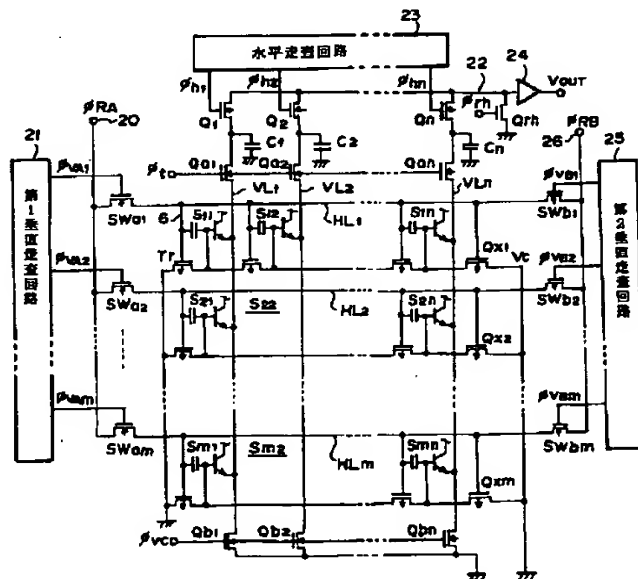 23
水平走査回路
24
φh1 φh2 φhn 22
VOUT
φRA
20
21
Q1 Q2 Qn φrh Qrh
φRB
26
25
C1 C2 Cn
φt Qa1 Qa2 Qan
φVA1 VL1 VL2 VLn φVB1
SWa1 6 S11 S12 HL1 S1n SWb1
Tr Qx1 VC
φVA2 φVB2
第1垂直走査回路
第2垂直走査回路
SWa2 S21 S22 HL2 S2n SWb2
Qx2
φVAm φVBm
SWam Sm1 Sm2 HLm Smn SWbm
Qxm
φVC Qb1 Qb2 Qbn